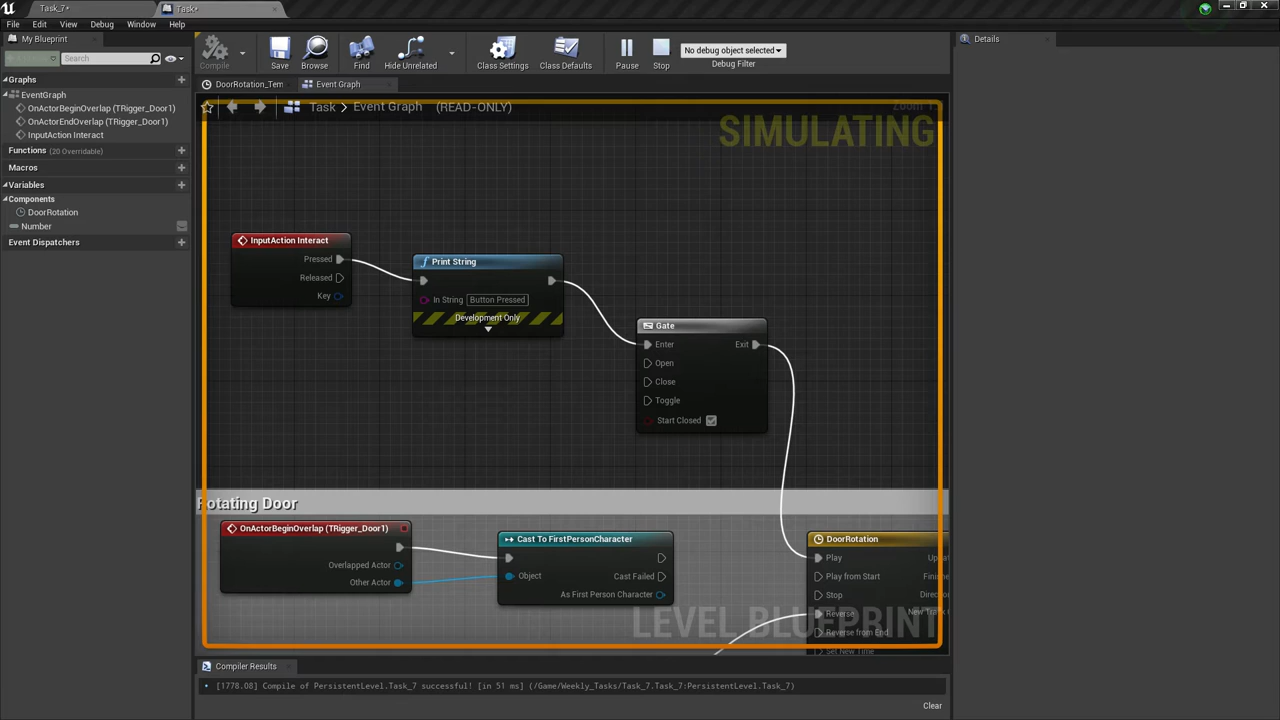 Task_7*
Task*
File Edit View Debug Window Help
My Blueprint
Details
Compile
Save
Browse
Find
Hide Unrelated
Class Settings
Class Defaults
Pause
Stop
No debug object selected
Debug Filter
Search
Graphs
EventGraph
OnActorBeginOverlap (TRigger_Door1)
OnActorEndOverlap (TRigger_Door1)
InputAction Interact
Functions (20 Overridable)
Macros
Variables
Components
DoorRotation
Number
Event Dispatchers
DoorRotation_Tem
Event Graph
Task > Event Graph (READ-ONLY)
SIMULATING
InputAction Interact
Pressed
Released
Key
Print String
In String Button Pressed
Development Only
Gate
Enter Exit
Open
Close
Toggle
Start Closed
Rotating Door
OnActorBeginOverlap (TRigger_Door1)
Overlapped Actor
Other Actor
Cast To FirstPersonCharacter
Object
Cast Failed
As First Person Character
DoorRotation
Play
Play from Start
Stop
Reverse
Reverse from End
Set New Time
LEVEL BLUEPRINT
Compiler Results
[1778.08] Compile of PersistentLevel.Task_7 successful! [in 51 ms] (/Game/Weekly_Tasks/Task_7.Task_7:PersistentLevel.Task_7)
Clear